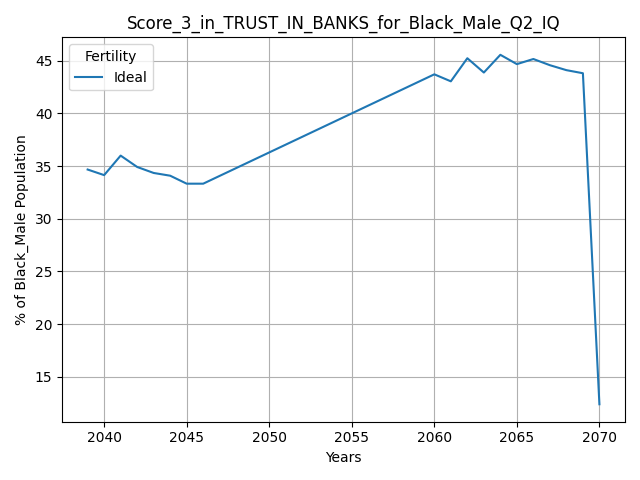 Score_3_in_TRUST_IN_BANKS_for_Black_Male_Q2_IQ
Fertility
Ideal
% of Black_Male Population
45
40
35
30
25
20
15
2040 2045 2050 2055 2060 2065 2070
Years